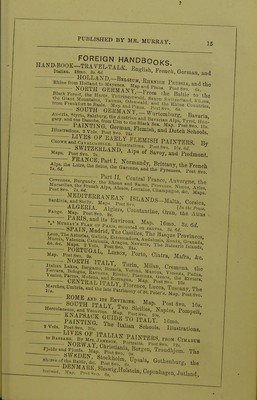 PUBLISHED BY MR. MURRAY. 15
FOREIGN HANDBOOKS.
HAND-BOOK—TRAVEL-TALK. English, French, German, and
Italian. 18mo. 3s. 6d.
HOLLAND,—BELGIUM, RHENISH PRUSSIA, and the
Rhine from Holland to Mayence. Map and Plans. Post 8vo. 6s.
NORTH GERMANY,—From the Baltic to the
Black Forest, the Hartz, Thüringerwald, Saxon Switzerland, Rügen,
the Giant Mountains, Taunus, Odenwald, and the Rhine Countries,
from Frankfurt to Basle. Map and Plans. Post 8vo. 6s.
SOUTH GERMANY,—Wurtemburg, Bavaria,
Austria, Styria, Salzburg, the Austrian and Bavarian Alps, Tyrol, Hun-
gary, and the Danube, from Ulm to the Black Sea. Map. Post 8vo. 10s.
PAINTING. German, Flemish, and Dutch Schools.
Illustrations. 2 Vols. Post 8vo. 24s.
LIVES OF EARLY FLEMISH PAINTERS. By
CROWE and CAVALCASELLE. Illustrations. Post 8vo. 10s. 6d.
SWITZERLAND, Alps of Savoy, and Piedmont.
Maps. Post 8vo. 9s.
FRANCE, Part I. Normandy, Brittany, the French
Alps, the Loire, the Seine, the Garonne, and the Pyrenees. Post 8vo.
7s. 6d.
Part II. Central France, Auvergne, the
Cevennes, Burgundy, the Rhone and Saone, Provence, Nimes, Arles,
Marseilles, the French Alps, Alsace, Lorraine, Champagne, &c. Maps.
Post 8vo. 7s. 6d.
MEDITERRANEAN ISLANDS—Malta, Corsica,
Sardinia, and Sicily. Maps. Post 8vo.
ALGERIA. Algiers, Constantine, Oran, the Atlas
Range. Map. Post 8vo. 9s.
PARIS, and its Environs. Map. 16mo. 3s. 6d.
SPAIN, Madrid, The Castiles, The Basque Provinces,
Leon, The Asturias, Galicia, Estremadura, Andalusia, Ronda, Granada,
Murcia, Valencia, Catalonia, Aragon, Navarre, The Balearic Islands,
&c. &c. Maps. 2 Vols. Post 8vo. 24s.
PORTUGAL, Lisbon, Porto, Cintra, Mafra, &c.
Map. Post 8vo. 9s.
NORTH ITALY, Turin, Milan, Cremona, the
Italian Lakes, Bergamo, Brescia, Verona, Mantua, Vicenza, Padua,
Ferrara, Bologna, Ravenna, Rimini, Piacenza, Genoa, the Riviera,
Venice, Parma, Modena, and Romagna. Map. Post 8vo. 10s.
CENTRAL ITALY, Florence, Lucca, Tuscany, The
Marches, Umbria, and the late Patrimony of St. Peter's. Map. Post 8vo.
10s.
ROME AND ITS ENVIRONS. Map. Post 8vo. 10s.
SOUTH ITALY, Two Sicilies, Naples, Pompeii,
Herculaneum, and Vesuvius. Map. Post 8vo. 10s.
KNAPSACK GUIDE TO ITALY. 16mo.
PAINTING. The Italian Schools. Illustrations.
2 Vols. Post 8vo. 30s.
LIVES OF ITALIAN PAINTERS, FROM CIMABUE
to BASSANO. By Mrs. JAMESON. Portraits. Post 8vo. 12s.
NORWAY, Christiania, Bergen, Trondhjem. The
Fjelds and Fjords. Map. Post 8vo. 9s.
SWEDEN, Stockholm, Upsala, Gothenburg, the
Shores of the Baltic, &c. Post 8vo. 6s.
DENMARK, Sleswig, Holstein, Copenhagen, Jutland,
Iceland. Map. Post 8vo. 6s.